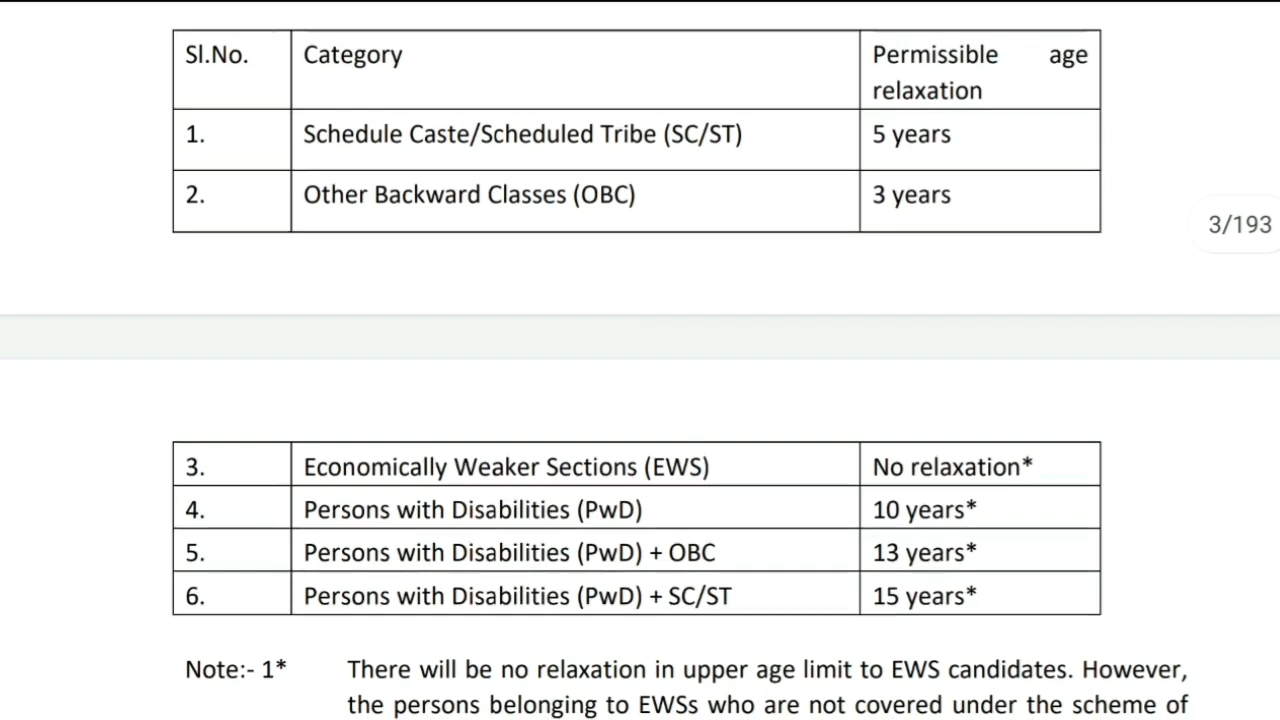 Sl.No. Category Permissible age
relaxation
1. Schedule Caste/Scheduled Tribe (SC/ST) 5 years
2. Other Backward Classes (OBC) 3 years
3/193
3. Economically Weaker Sections (EWS) No relaxation*
4. Persons with Disabilities (PwD) 10 years*
5. Persons with Disabilities (PwD) + OBC 13 years*
6. Persons with Disabilities (PwD) + SC/ST 15 years*
Note:- 1* There will be no relaxation in upper age limit to EWS candidates. However,
the persons belonging to EWSs who are not covered under the scheme of